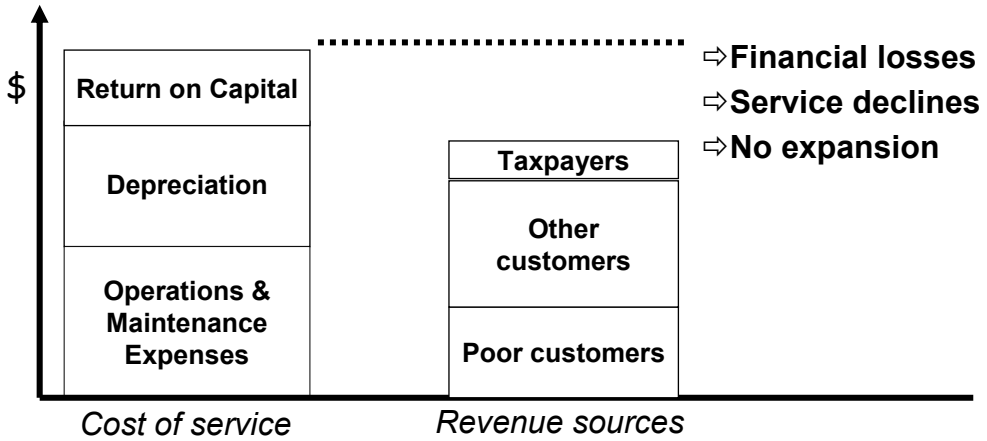 $
Return on Capital
Depreciation
Operations &
Maintenance
Expenses
Cost of service
Taxpayers
Other
customers
Poor customers
Revenue sources
⇨Financial losses
⇨Service declines
⇨No expansion